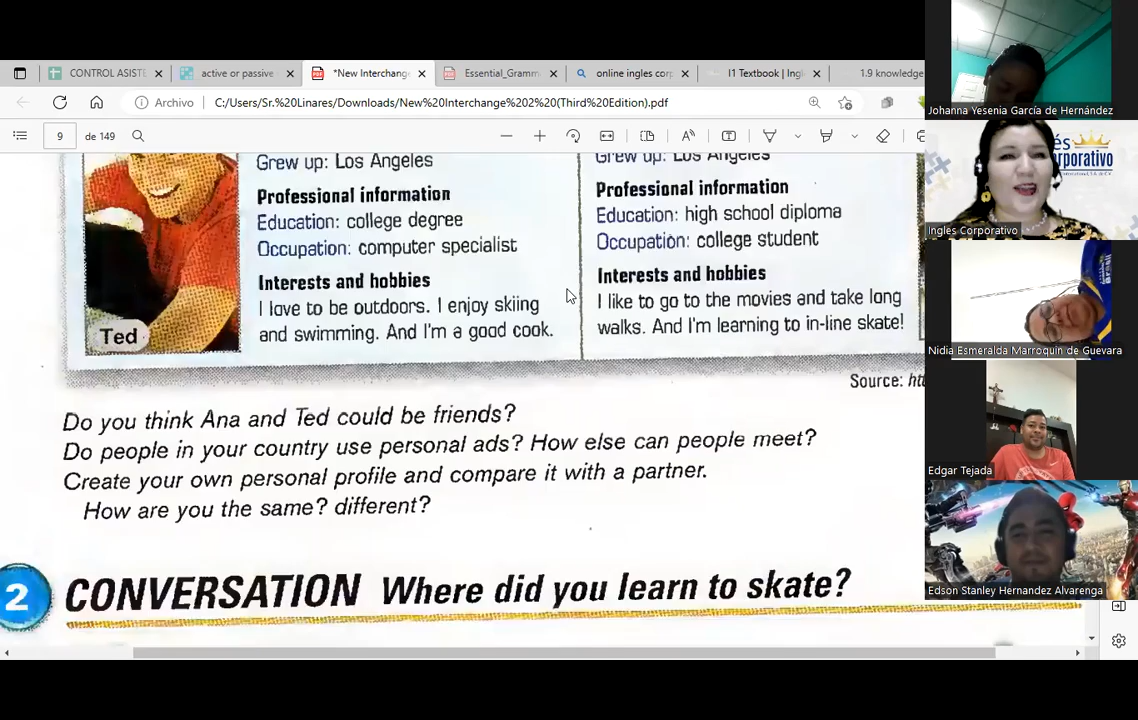 CONTROL ASIST
active or passive
*New Interchang
Essential_Gramm
online ingles corp
I1 Textbook | Ingl
1.9 knowledge
Archivo
C:/Users/Sr.%20Linares/Downloads/New%20Interchange%202%20(Third%20Edition).pdf
9
de 149
Grew up: Los Angeles
Professional information
Education: college degree
Occupation: computer specialist
Interests and hobbies
I love to be outdoors. I enjoy skiing
and swimming. And I'm a good cook.
Ted
Grew up: Los Angeles
Professional information
Education: high school diploma
Occupation: college student
Interests and hobbies
I like to go to the movies and take long
walks. And I'm learning to in-line skate!
Source:
Do you think Ana and Ted could be friends?
Do people in your country use personal ads? How else can people meet?
Create your own personal profile and compare it with a partner.
How are you the same? different?
2 CONVERSATION Where did you learn to skate?
Johanna Yesenia García de Hernández
Ingles Corporativo
Nidia Esmeralda Marroquin de Guevara
Edgar Tejada
Edson Stanley Hernandez Alvarenga